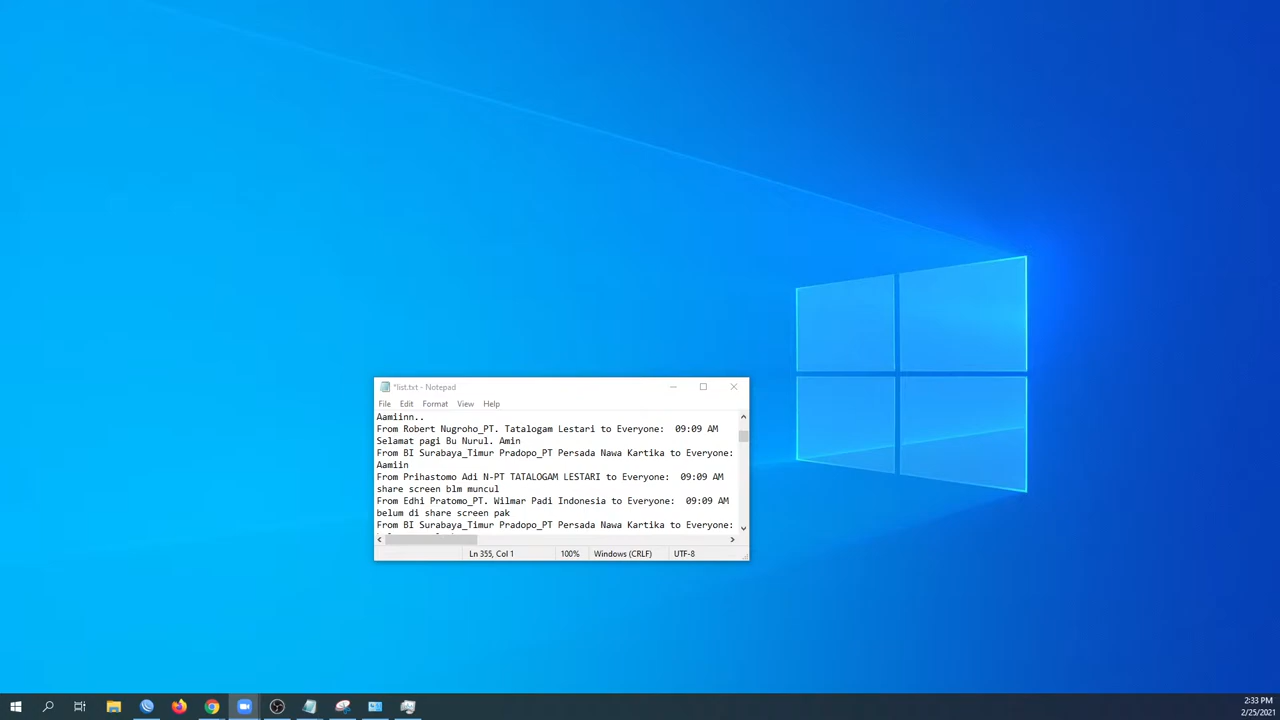 *list.txt - Notepad
File Edit Format View Help
Aamiinn..
From Robert Nugroho_PT. Tatalogam Lestari to Everyone:  09:09 AM
Selamat pagi Bu Nurul. Amin
From BI Surabaya_Timur Pradopo_PT Persada Nawa Kartika to Everyone:
Aamiin
From Prihastomo Adi N-PT TATALOGAM LESTARI to Everyone:  09:09 AM
share screen blm muncul
From Edhi Pratomo_PT. Wilmar Padi Indonesia to Everyone:  09:09 AM
belum di share screen pak
From BI Surabaya_Timur Pradopo_PT Persada Nawa Kartika to Everyone:
Ln 355, Col 1 100% Windows (CRLF) UTF-8
2:33 PM
2/25/2021